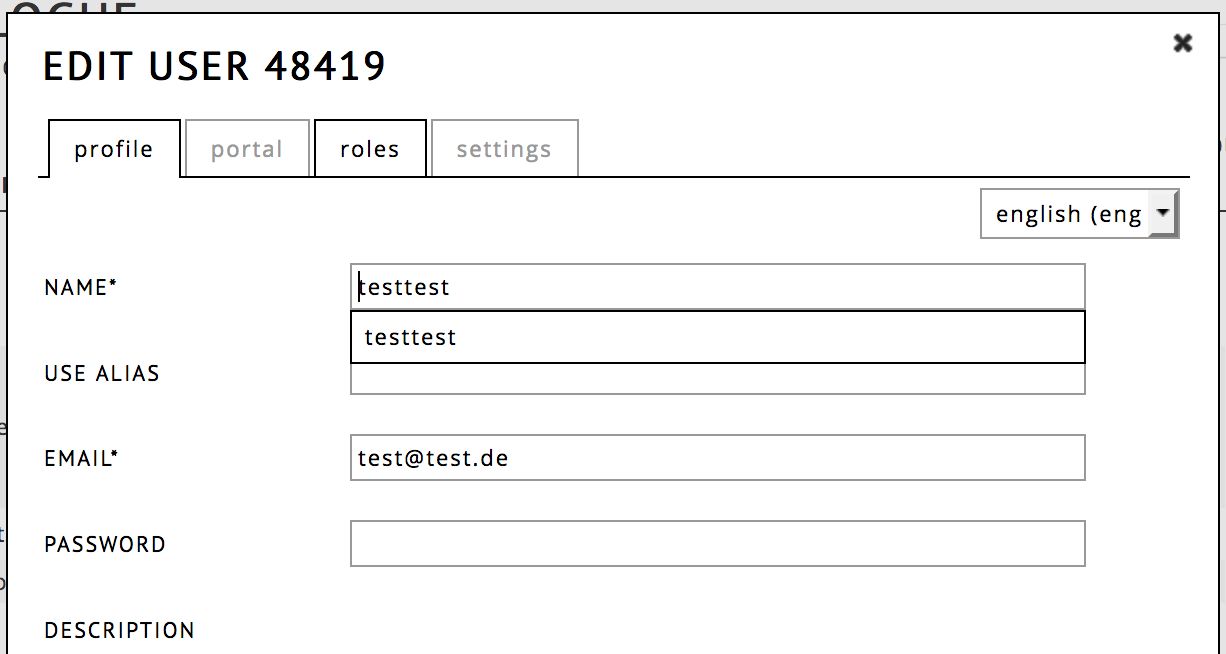 EDIT USER 48419
profile portal roles settings
english (eng
NAME* testtest
testtest
USE ALIAS
EMAIL* test@test.de
PASSWORD
DESCRIPTION